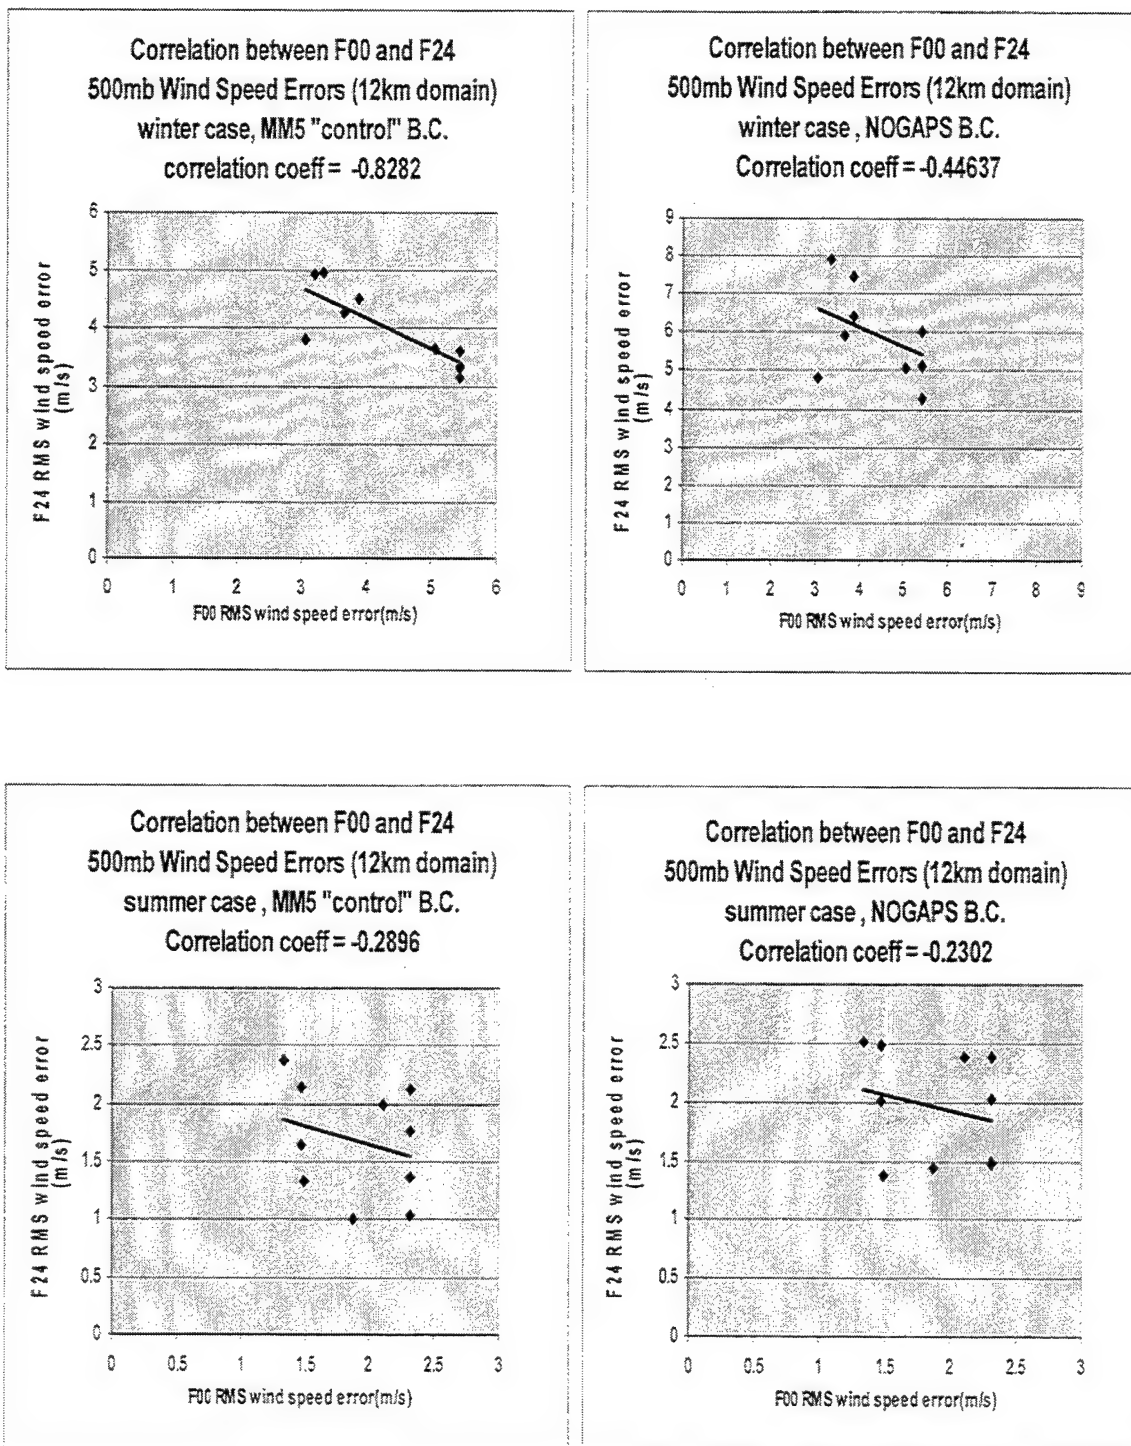 Correlation between F00 and F24
500mb Wind Speed Errors (12km domain)
winter case, MM5 "control" B.C.
correlation coeff = -0.8282
F24 RMS wind speed error
(m/s)
6
5
4
3
2
1
0
0 1 2 3 4 5 6
F00 RMS wind speed error(m/s)
Correlation between F00 and F24
500mb Wind Speed Errors (12km domain)
winter case , NOGAPS B.C.
Correlation coeff = -0.44637
F24 RMS wind speed error
(m/s)
9
8
7
6
5
4
3
2
1
0
0 1 2 3 4 5 6 7 8 9
F00 RMS wind speed error(m/s)
Correlation between F00 and F24
500mb Wind Speed Errors (12km domain)
summer case , MM5 "control" B.C.
Correlation coeff = -0.2896
F24 RMS wind speed error
(m/s)
3
2.5
2
1.5
1
0.5
0
0 0.5 1 1.5 2 2.5 3
F00 RMS wind speed error(m/s)
Correlation between F00 and F24
500mb Wind Speed Errors (12km domain)
summer case , NOGAPS B.C.
Correlation coeff = -0.2302
F24 RMS wind speed error
(m/s)
3
2.5
2
1.5
1
0.5
0
0 0.5 1 1.5 2 2.5 3
F00 RMS wind speed error(m/s)